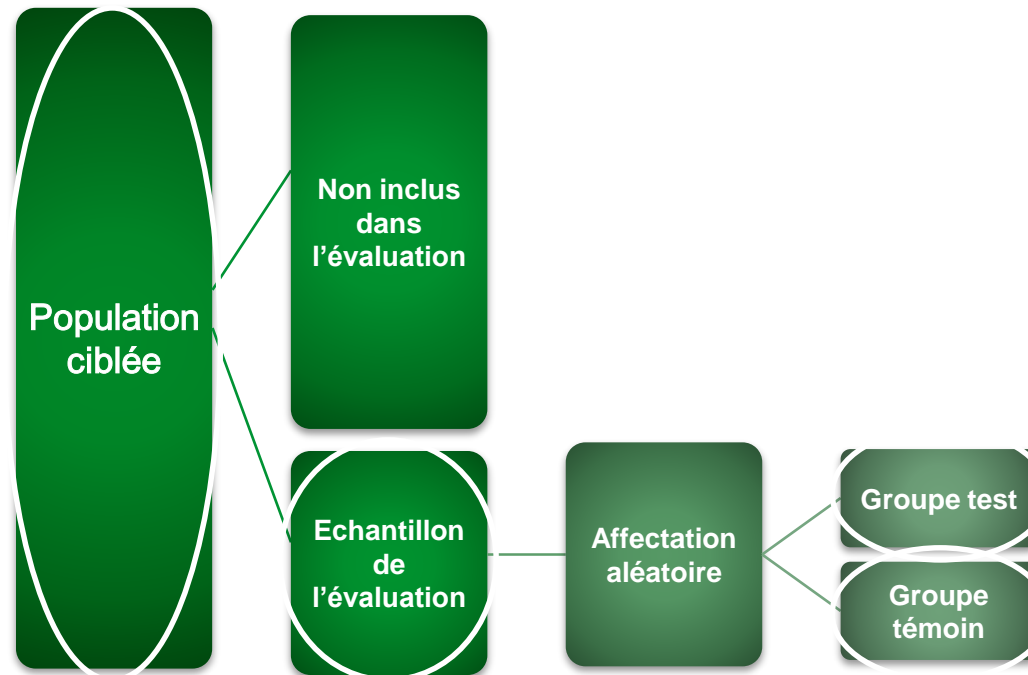 Population
ciblée
Non inclus
dans
l’évaluation
Echantillon
de
l’évaluation
Affectation
aléatoire
Groupe test
Groupe
témoin